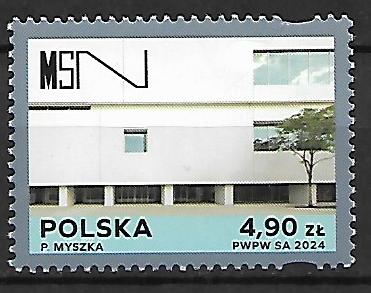 MSN
POLSKA 4,90 ZŁ
P. MYSZKA PWPW SA 2024